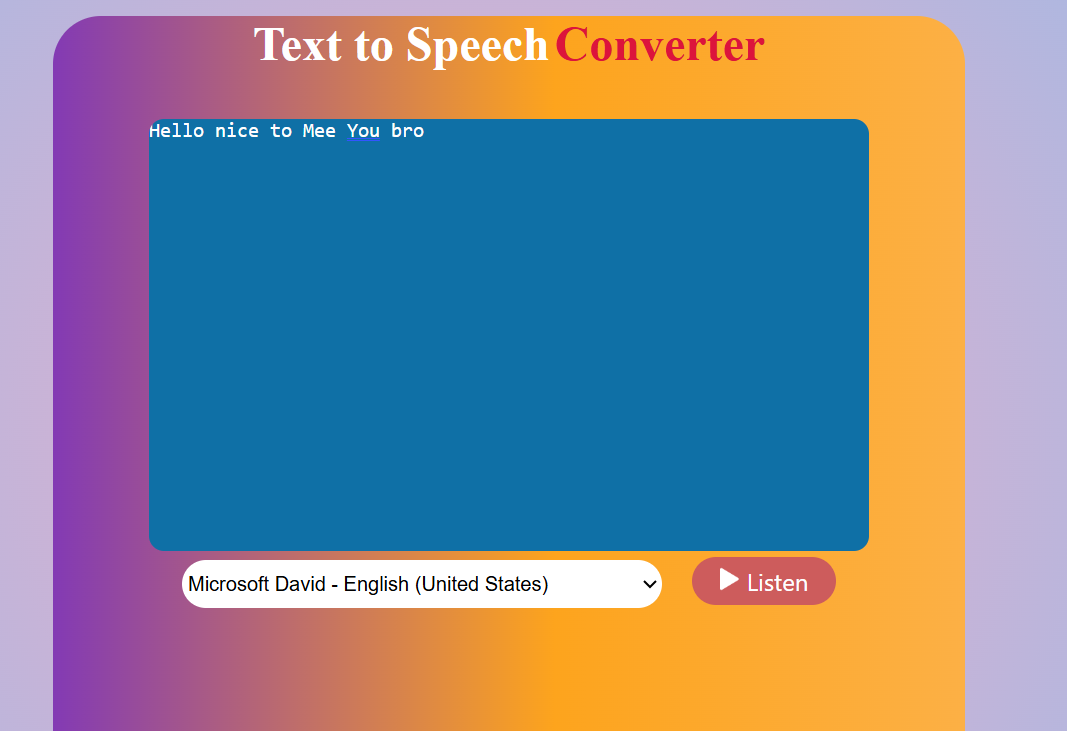 Text to Speech Converter
Hello nice to Mee You bro
Microsoft David - English (United States)
Listen